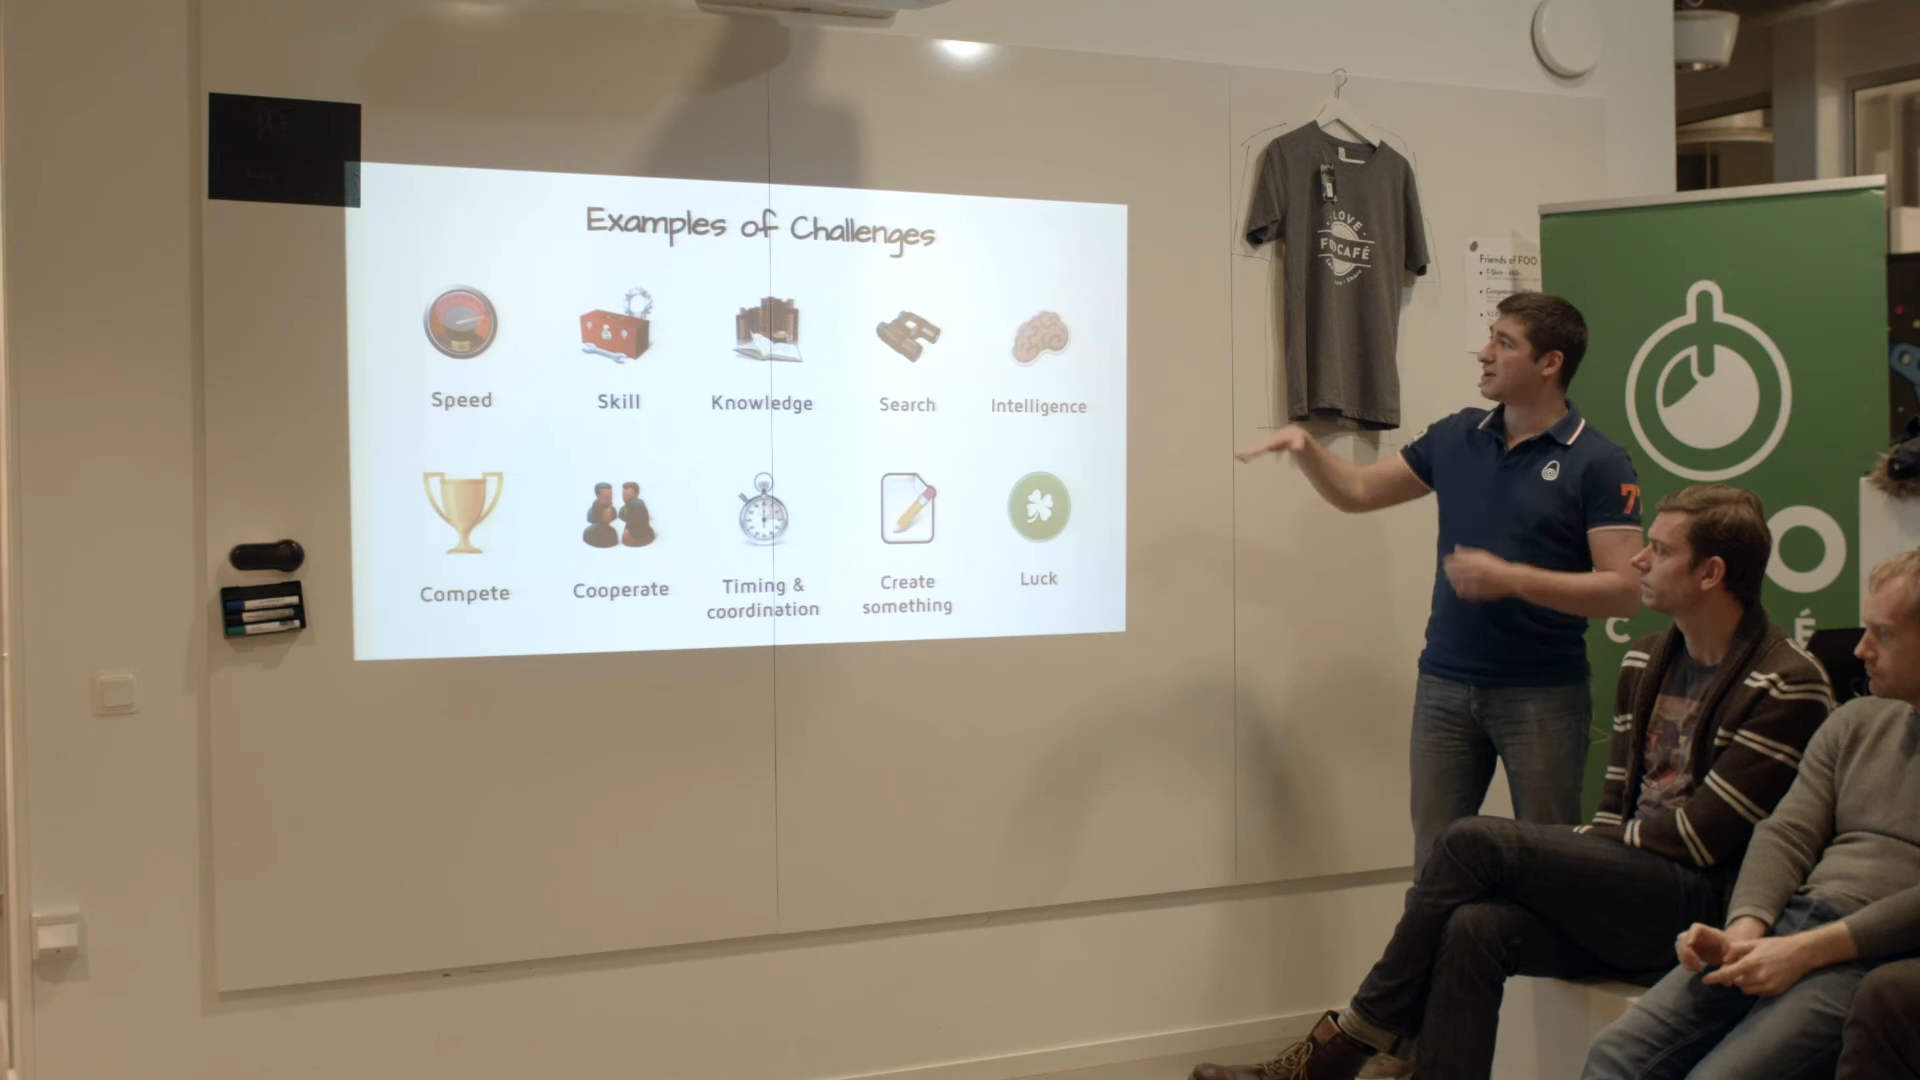 Examples of Challenges
Speed
Skill
Knowledge
Search
Intelligence
Compete
Cooperate
Timing &
coordination
Create
something
Luck
LOVE
FOOCAFÉ
Friends of FOO
7
O
C
É